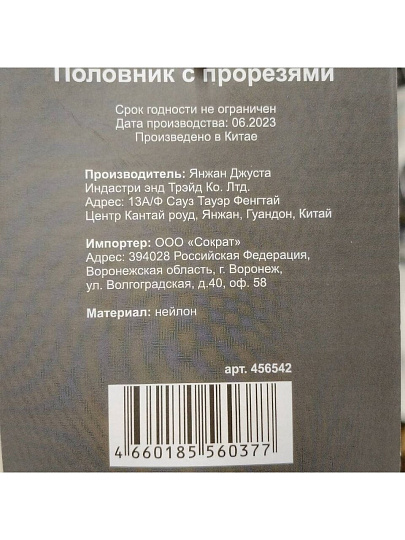 Половник с прорезями
Срок годности не ограничен
Дата производства: 06.2023
Произведено в Китае
Производитель: Янжан Джуста
Индастри энд Трэйд Ко. Лтд.
Адрес: 13А/Ф Сауз Тауэр Фенгтай
Центр Кантай роуд, Янжан, Гуандон, Китай
Импортер: ООО «Сократ»
Адрес: 394028 Российская Федерация,
Воронежская область, г. Воронеж,
ул. Волгоградская, д.40, оф. 58
Материал: нейлон
арт. 456542
4 660185 560377